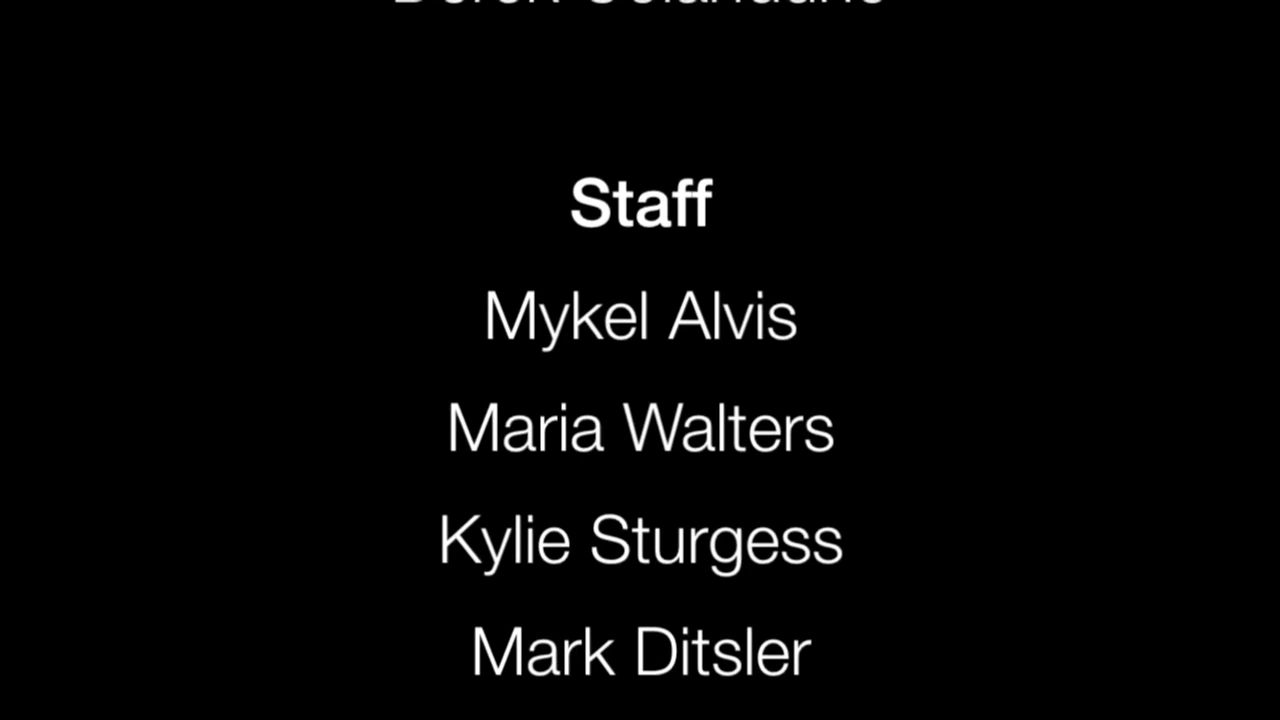 Staff
Mykel Alvis
Maria Walters
Kylie Sturgess
Mark Ditsler